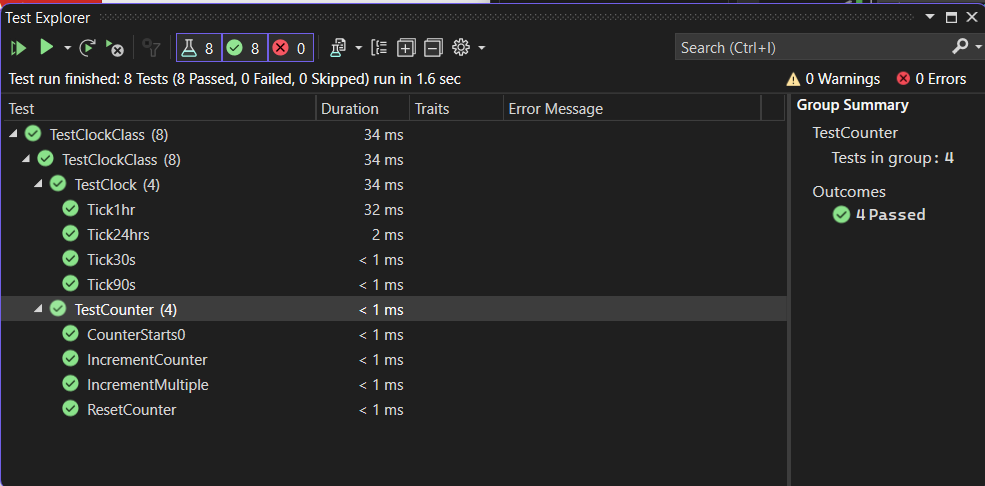 Test Explorer
8 8 0 Search (Ctrl+I)
Test run finished: 8 Tests (8 Passed, 0 Failed, 0 Skipped) run in 1.6 sec 0 Warnings 0 Errors
Test Duration Traits Error Message
TestClockClass (8) 34 ms
TestClockClass (8) 34 ms
TestClock (4) 34 ms
Tick1hr 32 ms
Tick24hrs 2 ms
Tick30s < 1 ms
Tick90s < 1 ms
TestCounter (4) < 1 ms
CounterStarts0 < 1 ms
IncrementCounter < 1 ms
IncrementMultiple < 1 ms
ResetCounter < 1 ms
Group Summary
TestCounter
Tests in group: 4
Outcomes
4 Passed